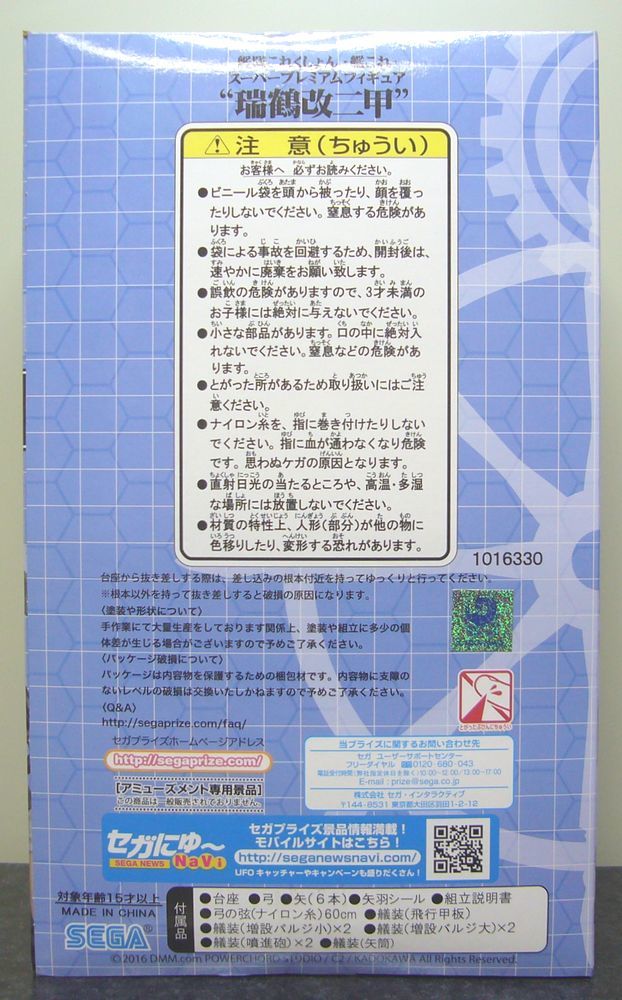 艦隊これくしょん -艦これ-
スーパープレミアムフィギュア
“瑞鶴改二甲”
注 意(ちゅうい)
お客様へ 必ずお読みください。
●ビニール袋を頭から被ったり、顔を覆っ
たりしないでください。窒息する危険があ
ります。
●袋による事故を回避するため、開封後は、
速やかに廃棄をお願い致します。
●誤飲の危険がありますので、3才未満の
お子様には絶対に与えないでください。
●小さな部品があります。口の中に絶対入
れないでください。窒息などの危険があ
ります。
●とがった所があるため取り扱いにはご注
意ください。
●ナイロン糸を、指に巻き付けたりしない
でください。指に血が通わなくなり危険
です。思わぬケガの原因となります。
●直射日光の当たるところや、高温・多湿
な場所には放置しないでください。
●材質の特性上、人形(部分)が他の物に
色移りしたり、変形する恐れがあります。
1016330
台座から抜き差しする際は、差し込みの根本付近を持ってゆっくりと行ってください。
※根本以外を持って抜き差しすると破損の原因になります。
〈塗装や形状について〉
手作業にて大量生産をしております関係上、塗装や組立に多少の個
体差が生じる場合がございますので予めご了承ください。
〈パッケージ破損について〉
パッケージは内容物を保護するための梱包材です。内容物に支障の
ないレベルの破損は交換いたしかねますので予めご了承ください。
〈Q&A〉
http://segaprize.com/faq/
とがったぶひんにちゅうい
セガプライズホームページアドレス
http://segaprize.com/
【アミューズメント専用景品】
この商品は一般販売されておりません。
当プライズに関するお問い合わせ先
セガ ユーザーサポートセンター
フリーダイヤル 0120-680-043
電話受付時間(弊社指定休日を除く)10:00~12:00/13:00~17:00
E-mail : prize@sega.co.jp
株式会社 セガ・インタラクティブ
〒144-8531 東京都大田区羽田1-2-12
セガにゅ~
SEGA NEWS NaVi
セガプライズ景品情報満載!
モバイルサイトはこちら!
http://seganewsnavi.com/
UFOキャッチャーやキャンペーンも盛りだくさん!
対象年齢15才以上
MADE IN CHINA
SEGA®
付属品
●台座 ●弓 ●矢(6本) ●矢羽シール ●組立説明書
●弓の弦(ナイロン糸)60cm ●艤装(飛行甲板)
●艤装(増設バルジ小)×2 ●艤装(増設バルジ大)×2
●艤装(噴進砲)×2 ●艤装(矢筒)
©2016 DMM.com POWERCHORD STUDIO / C2 / KADOKAWA All Rights Reserved.